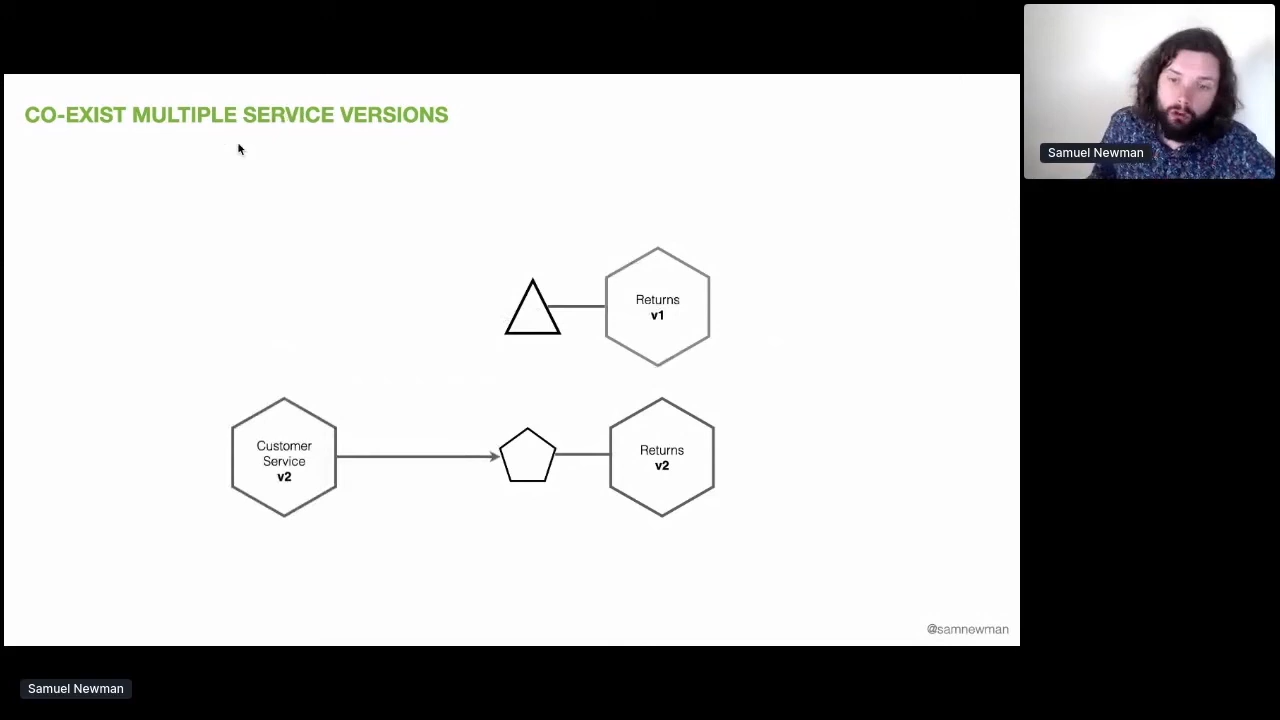 CO-EXIST MULTIPLE SERVICE VERSIONS
Samuel Newman
Returns
v1
Customer
Service
v2
Returns
v2
@samnewman
Samuel Newman